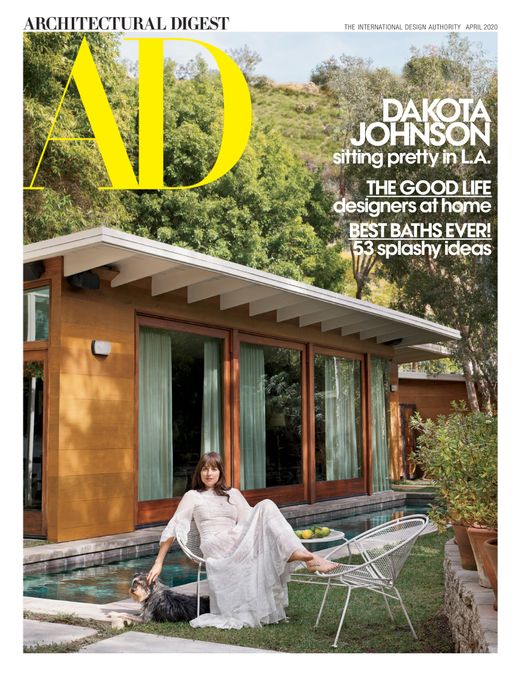 ARCHITECTURAL DIGEST
THE INTERNATIONAL DESIGN AUTHORITY APRIL 2020
AD
DAKOTA
JOHNSON
sitting pretty in L.A.
THE GOOD LIFE
designers at home
BEST BATHS EVER!
53 splashy ideas